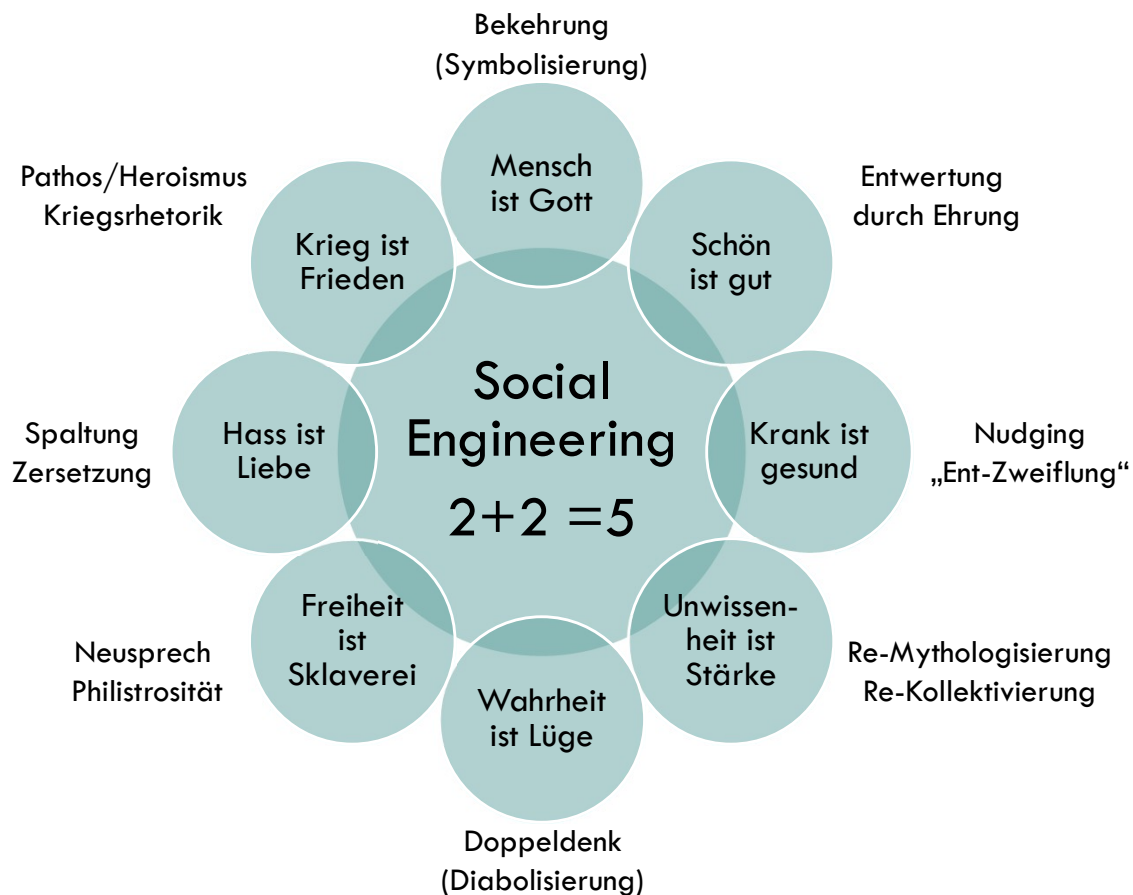 Bekehrung
(Symbolisierung)
Mensch
ist Gott
Pathos/Heroismus
Kriegsrhetorik
Krieg ist
Frieden
Schön
ist gut
Entwertung
durch Ehrung
Social
Engineering
2+2 =5
Spaltung
Zersetzung
Hass ist
Liebe
Krank ist
gesund
Nudging
„Ent-Zweiflung“
Freiheit
ist
Sklaverei
Neusprech
Philistrosität
Unwissen-
heit ist
Stärke
Re-Mythologisierung
Re-Kollektivierung
Wahrheit
ist Lüge
Doppeldenk
(Diabolisierung)